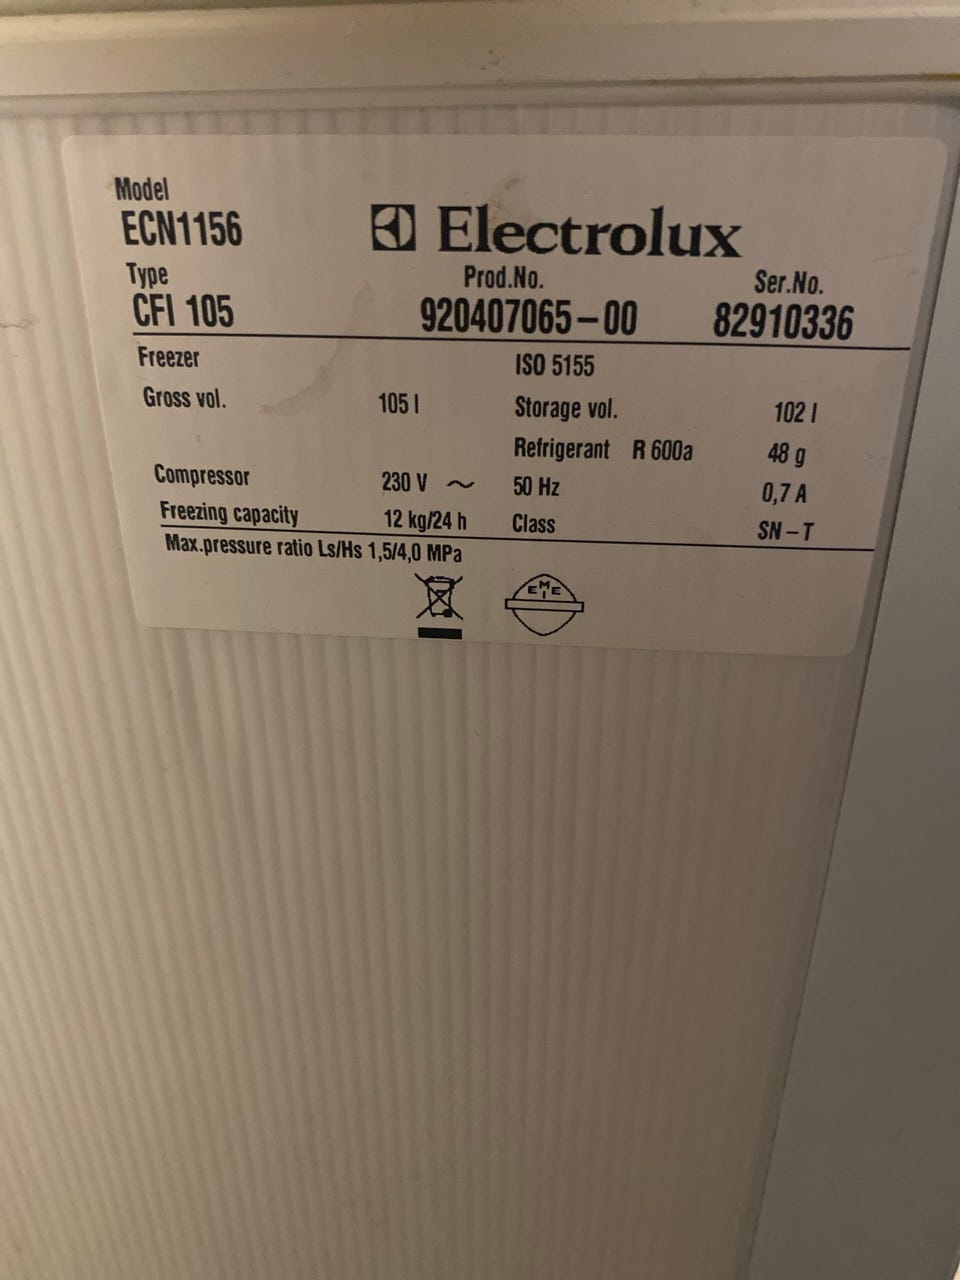 Model
ECN1156
Electrolux
Type Prod.No. Ser.No.
CFI 105 920407065-00 82910336
Freezer ISO 5155
Gross vol. 105 l Storage vol. 102 l
Refrigerant R 600a 48 g
Compressor 230 V ~ 50 Hz 0,7 A
Freezing capacity 12 kg/24 h Class SN-T
Max.pressure ratio Ls/Hs 1,5/4,0 MPa
EMEI